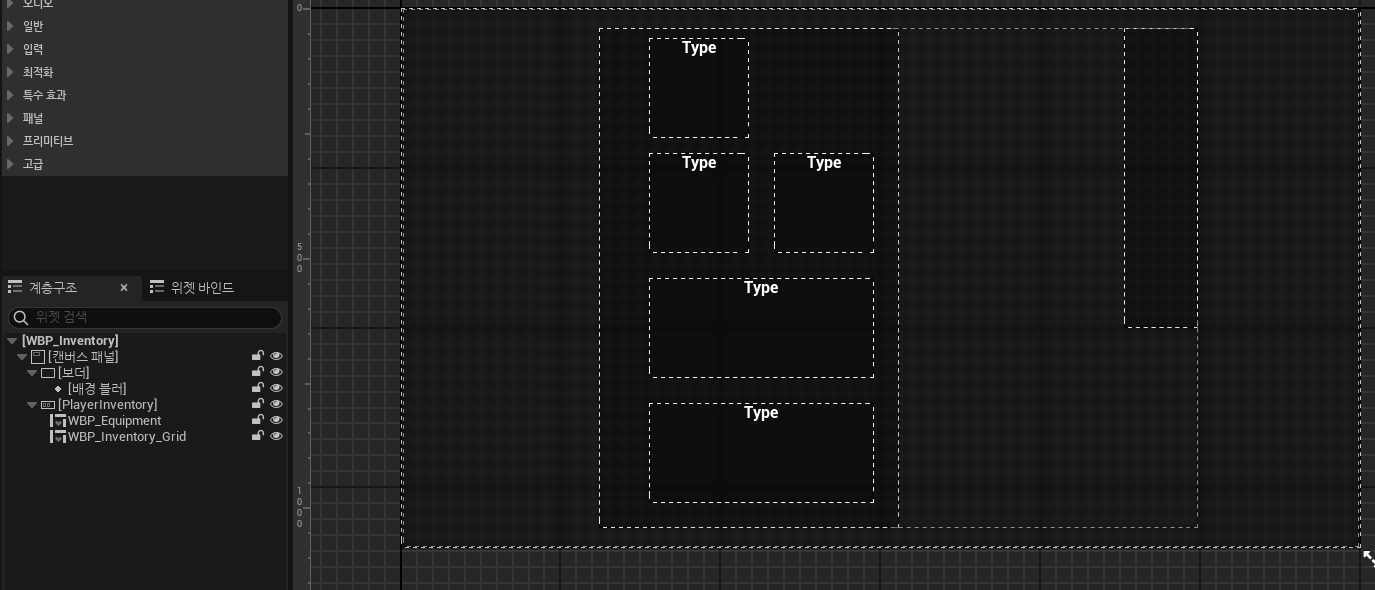 오디오
일반
입력
최적화
특수 효과
패널
프리미티브
고급
계층구조 ×
위젯 바인드
위젯 검색
[WBP_Inventory]
[캔버스 패널]
[보더]
[배경 블러]
[PlayerInventory]
WBP_Equipment
WBP_Inventory_Grid
0
500
1000
Type
Type
Type
Type
Type